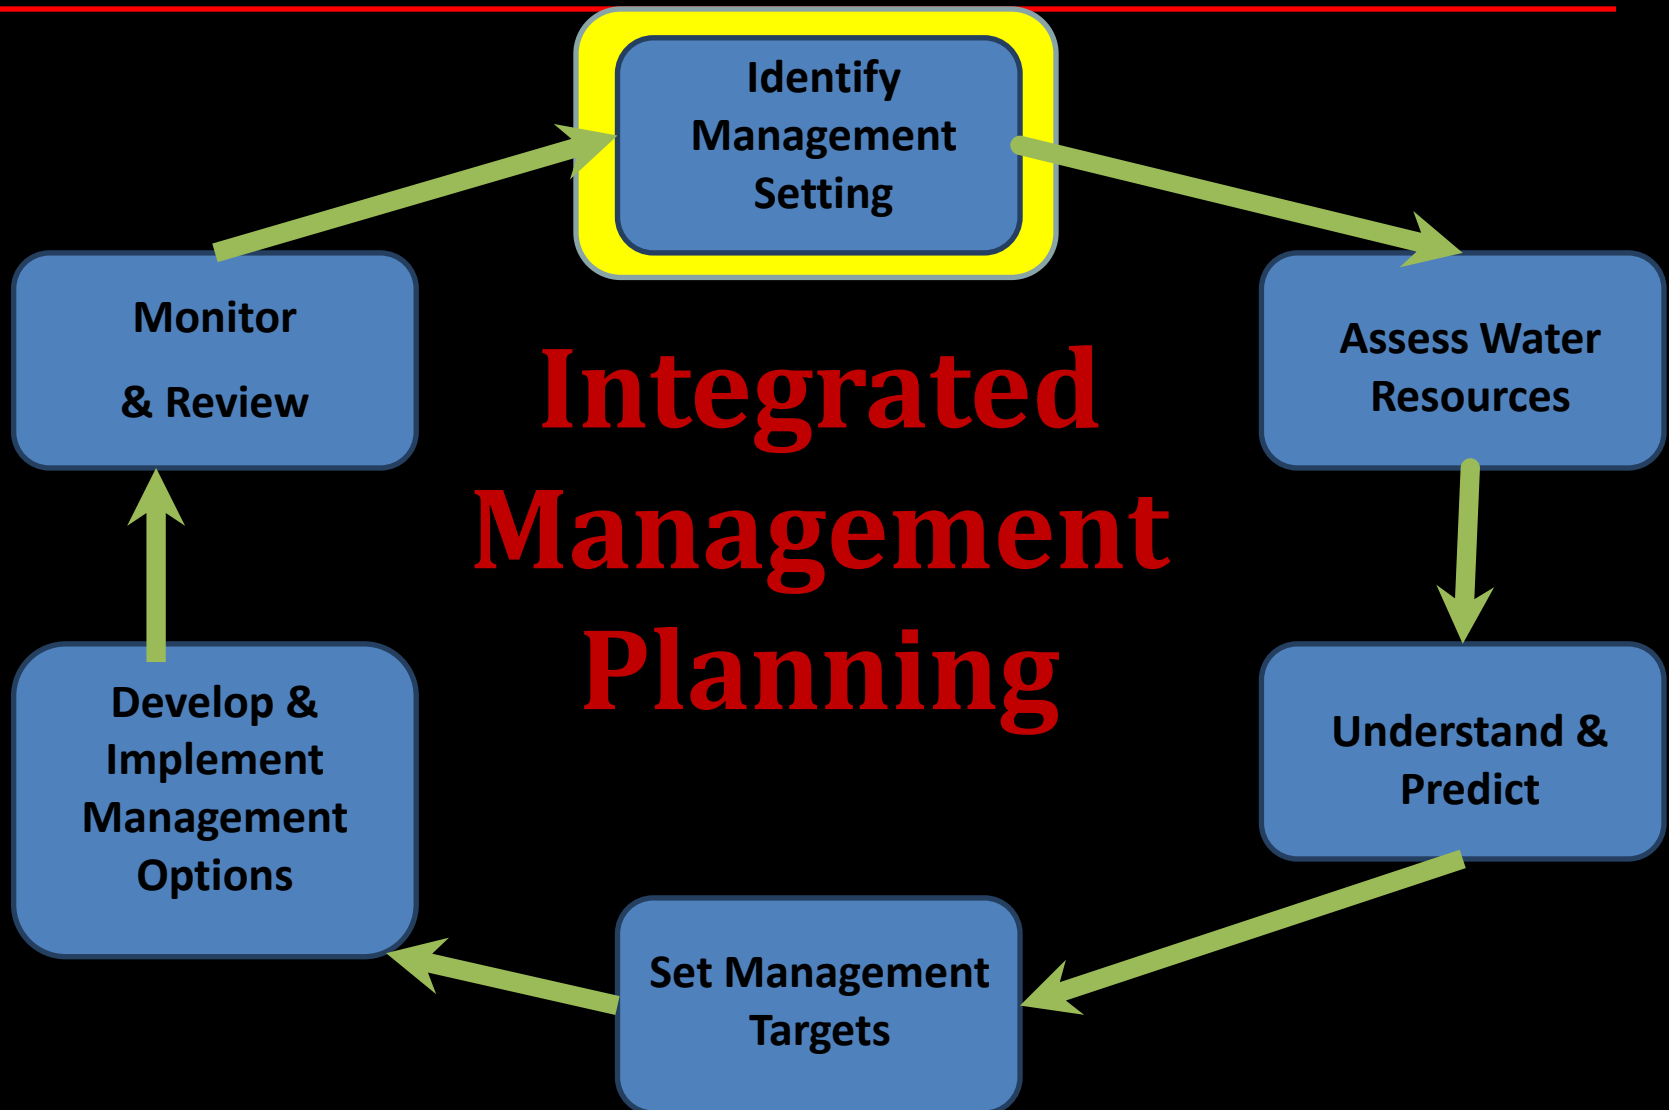 Identify
Management
Setting
Monitor
& Review
Assess Water
Resources
Integrated
Management
Planning
Develop &
Implement
Management
Options
Understand &
Predict
Set Management
Targets